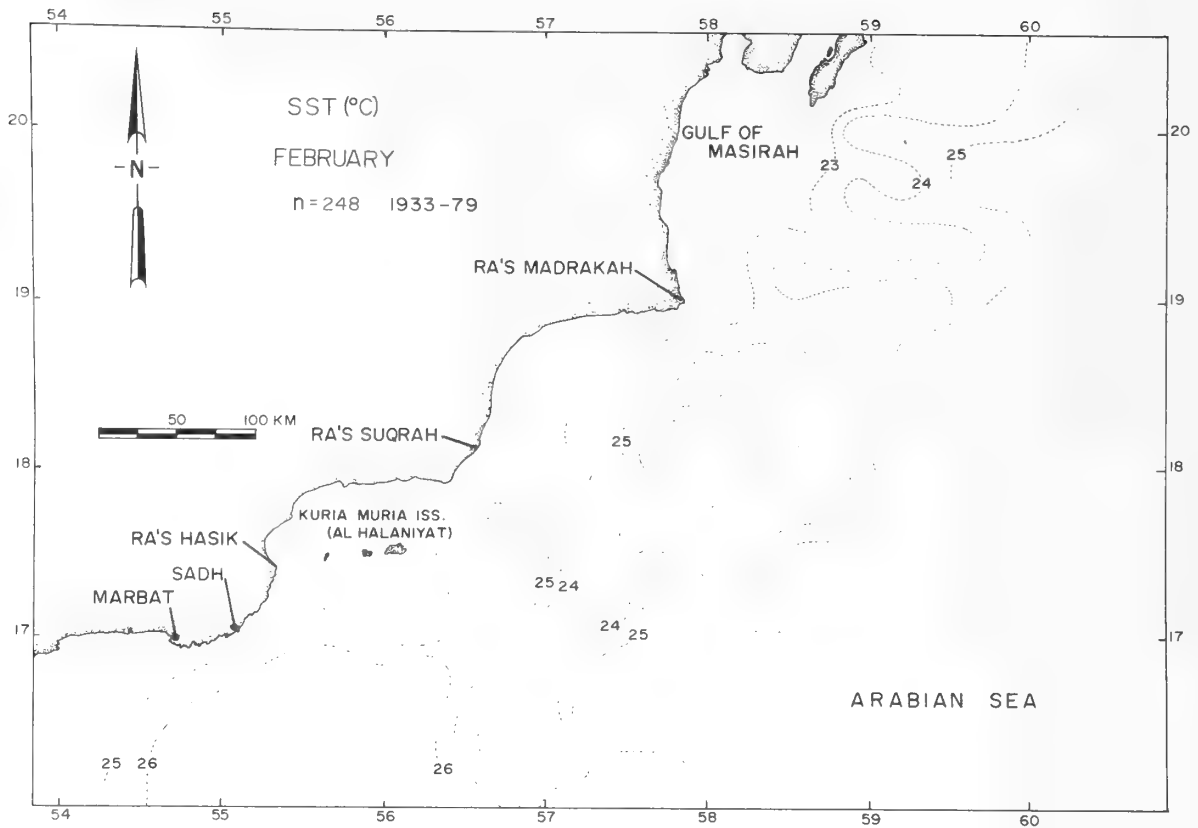 54 55 56 57 58 59 60
SST (°C)
20 GULF OF 20
MASIRAH
FEBRUARY
25
-N- 23
24
n=248 1933-79
RA'S MADRAKAH
19 19
50 100 KM
RA'S SUQRAH 25
18 18
KURIA MURIA ISS.
(AL HALANIYAT)
RA'S HASIK
SADH 25 24
MARBAT
24 25
17 17
ARABIAN SEA
25 26 26
54 55 56 57 58 59 60